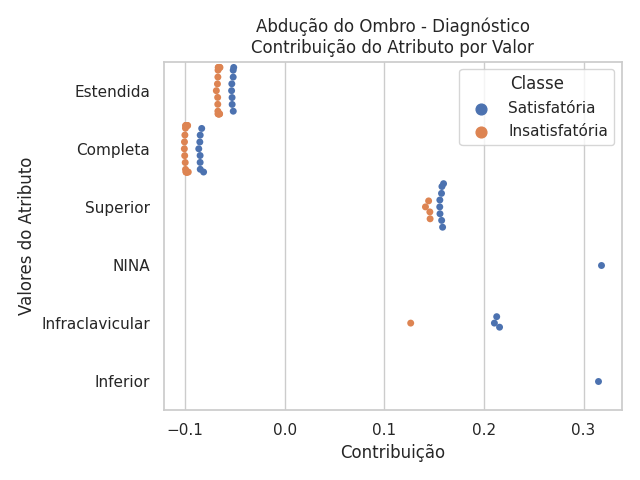 Abdução do Ombro - Diagnóstico
Contribuição do Atributo por Valor
Classe
Satisfatória
Insatisfatória
Valores do Atributo
Estendida
Completa
Superior
NINA
Infraclavicular
Inferior
−0.1 0.0 0.1 0.2 0.3
Contribuição